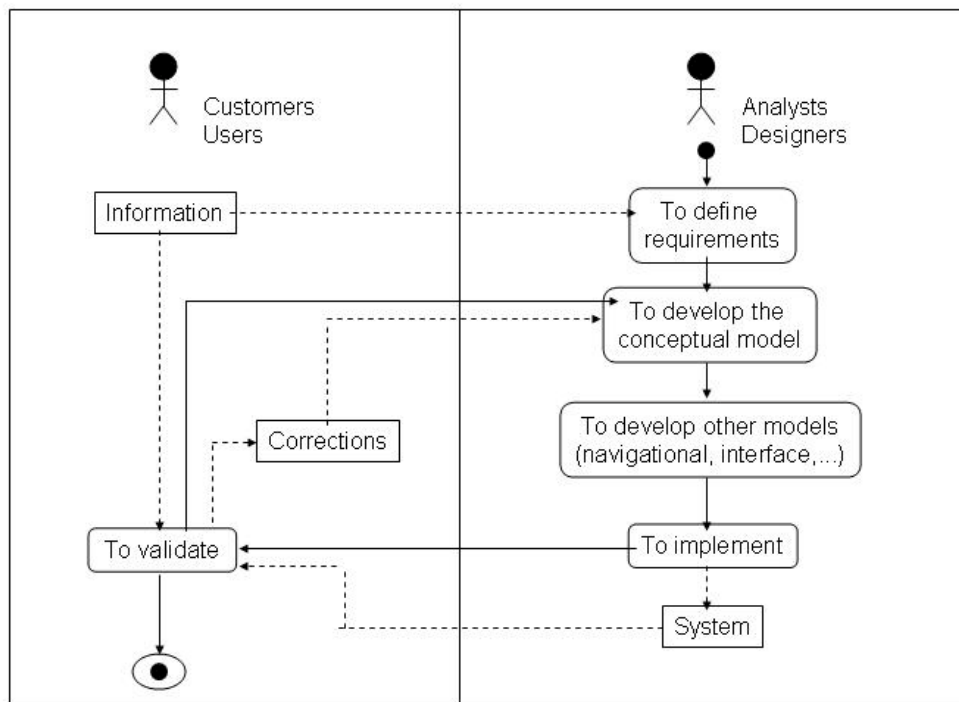 Customers
Users
Analysts
Designers
Information
To define
requirements
To develop the
conceptual model
Corrections
To develop other models
(navigational, interface,...)
To validate
To implement
System